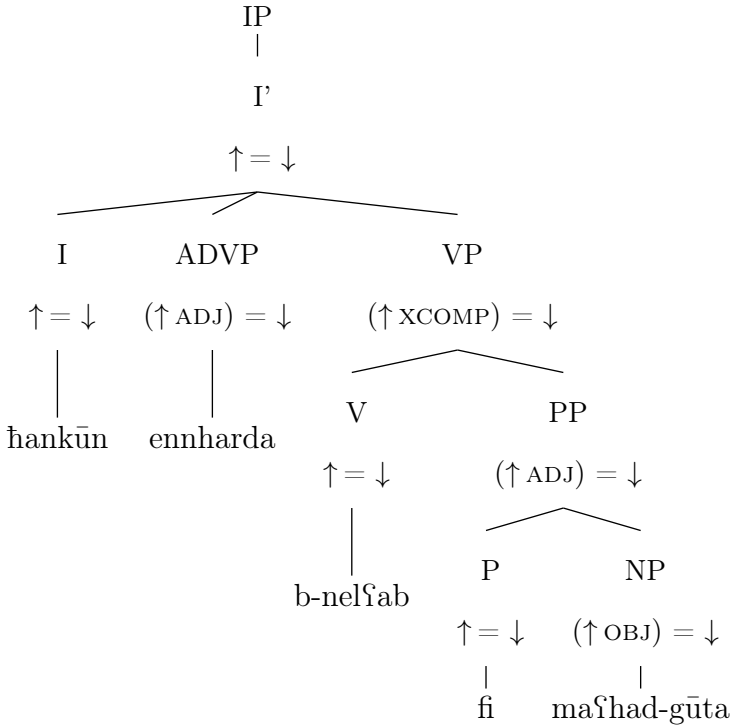 IP
I’
↑ = ↓
I ADVP VP
↑ = ↓ (↑ ADJ) = ↓ (↑ XCOMP) = ↓
ħankūn ennharda V PP
↑ = ↓ (↑ ADJ) = ↓
b-nelʕab P NP
↑ = ↓ (↑ OBJ) = ↓
fi maʕhad-gūta